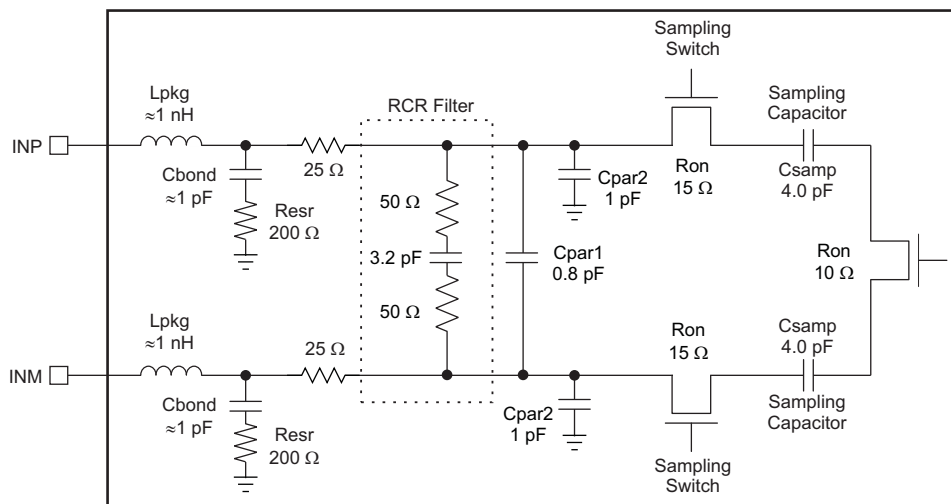 Sampling
Switch
Lpkg
≈1 nH
RCR Filter
Sampling
Capacitor
INP
25 Ω
Cbond
≈1 pF
Resr
200 Ω
50 Ω
3.2 pF
50 Ω
Cpar2
1 pF
Ron
15 Ω
Csamp
4.0 pF
Cpar1
0.8 pF
Ron
10 Ω
Lpkg
≈1 nH
25 Ω
Ron
15 Ω
Csamp
4.0 pF
INM
Cbond
≈1 pF
Resr
200 Ω
Cpar2
1 pF
Sampling
Capacitor
Sampling
Switch